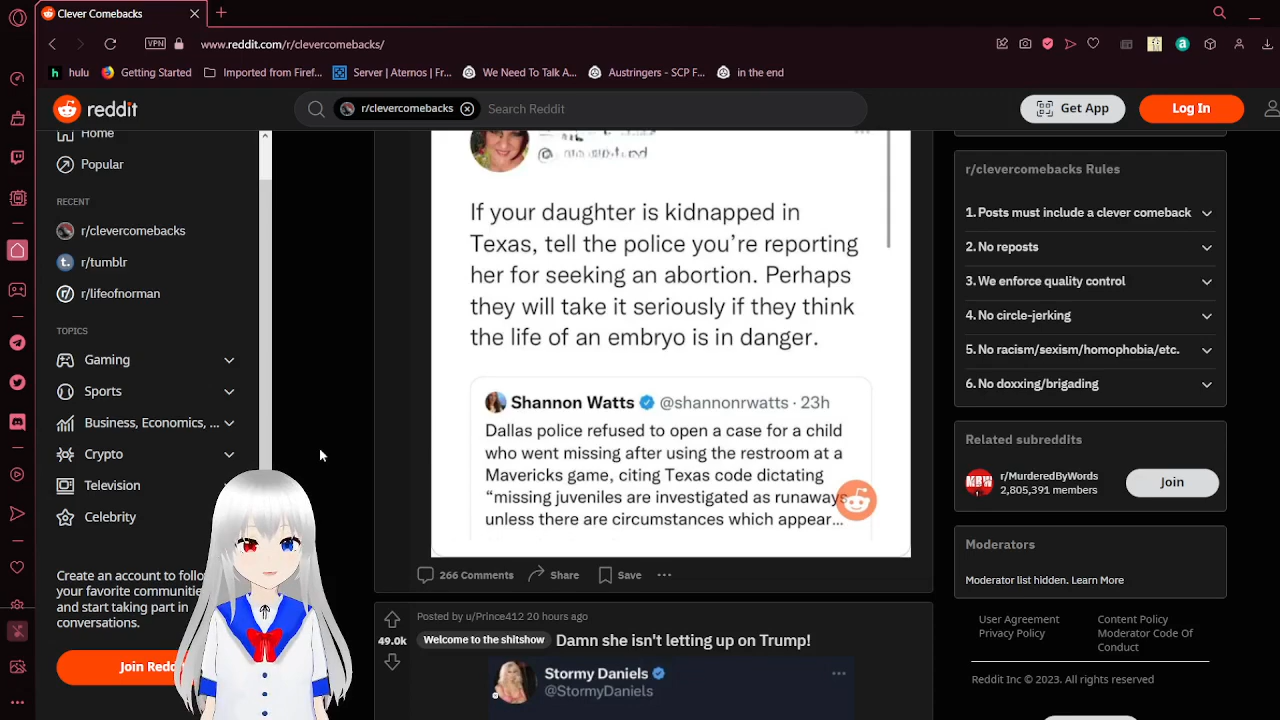 Clever Comebacks
VPN
www.reddit.com/r/clevercomebacks/
h hulu
Getting Started
Imported from Firef...
Server | Aternos | Fr...
We Need To Talk A...
Austringers - SCP F...
in the end
reddit
r/clevercomebacks
Search Reddit
Get App
Log In
Home
Popular
RECENT
r/clevercomebacks
r/tumblr
r/lifeofnorman
TOPICS
Gaming
Sports
Business, Economics, ...
Crypto
Television
Celebrity
Create an account to follo
your favorite communitie
and start taking part in
conversations.
Join Reddi
If your daughter is kidnapped in
Texas, tell the police you're reporting
her for seeking an abortion. Perhaps
they will take it seriously if they think
the life of an embryo is in danger.
Shannon Watts @shannonrwatts · 23h
Dallas police refused to open a case for a child
who went missing after using the restroom at a
Mavericks game, citing Texas code dictating
“missing juveniles are investigated as runaways
unless there are circumstances which appear...
266 Comments
Share
Save
49.0k
Posted by u/Prince412 20 hours ago
Welcome to the shitshow
Damn she isn't letting up on Trump!
Stormy Daniels
@StormyDaniels
r/clevercomebacks Rules
1. Posts must include a clever comeback
2. No reposts
3. We enforce quality control
4. No circle-jerking
5. No racism/sexism/homophobia/etc.
6. No doxxing/brigading
Related subreddits
MBW
r/MurderedByWords
2,805,391 members
Join
Moderators
Moderator list hidden. Learn More
User Agreement
Privacy Policy
Content Policy
Moderator Code Of
Conduct
Reddit Inc © 2023. All rights reserved